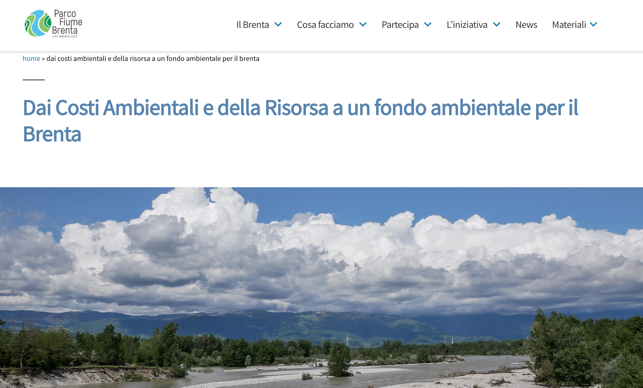 Parco
Fiume
Brenta
Il Brenta
Cosa facciamo
Partecipa
L'iniziativa
News
Materiali
home » dai costi ambientali e della risorsa a un fondo ambientale per il brenta
Dai Costi Ambientali e della Risorsa a un fondo ambientale per il
Brenta